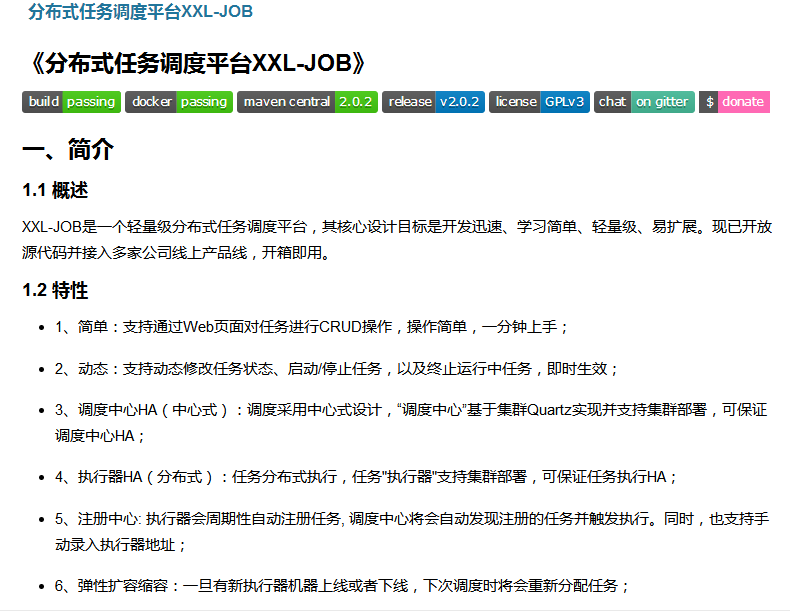 分布式任务调度平台XXL-JOB
《分布式任务调度平台XXL-JOB》
build passing docker passing maven central 2.0.2 release v2.0.2 license GPLv3 chat on gitter $ donate
一、简介
1.1 概述
XXL-JOB是一个轻量级分布式任务调度平台，其核心设计目标是开发迅速、学习简单、轻量级、易扩展。现已开放
源代码并接入多家公司线上产品线，开箱即用。
1.2 特性
• 1、简单：支持通过Web页面对任务进行CRUD操作，操作简单，一分钟上手；
• 2、动态：支持动态修改任务状态、启动/停止任务，以及终止运行中任务，即时生效；
• 3、调度中心HA（中心式）：调度采用中心式设计，“调度中心”基于集群Quartz实现并支持集群部署，可保证
调度中心HA；
• 4、执行器HA（分布式）：任务分布式执行，任务"执行器"支持集群部署，可保证任务执行HA；
• 5、注册中心: 执行器会周期性自动注册任务, 调度中心将会自动发现注册的任务并触发执行。同时，也支持手
动录入执行器地址；
• 6、弹性扩容缩容：一旦有新执行器机器上线或者下线，下次调度时将会重新分配任务；